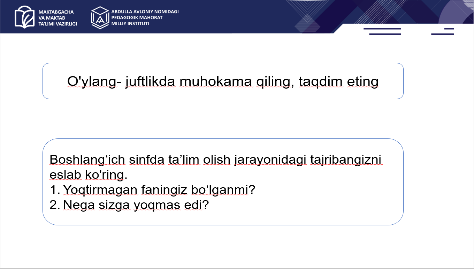 MAKTABGACHA
VA MAKTAB
TA'LIMI VAZIRLIGI
ABDULLA AVLONIY NOMIDAGI
PEDAGOGIK MAHORAT
MILLIY INSTITUTI
O'ylang- juftlikda muhokama qiling, taqdim eting
Boshlang'ich sinfda ta'lim olish jarayonidagi tajribangizni
eslab ko'ring.
1. Yoqtirmagan faningiz bo'lganmi?
2. Nega sizga yoqmas edi?